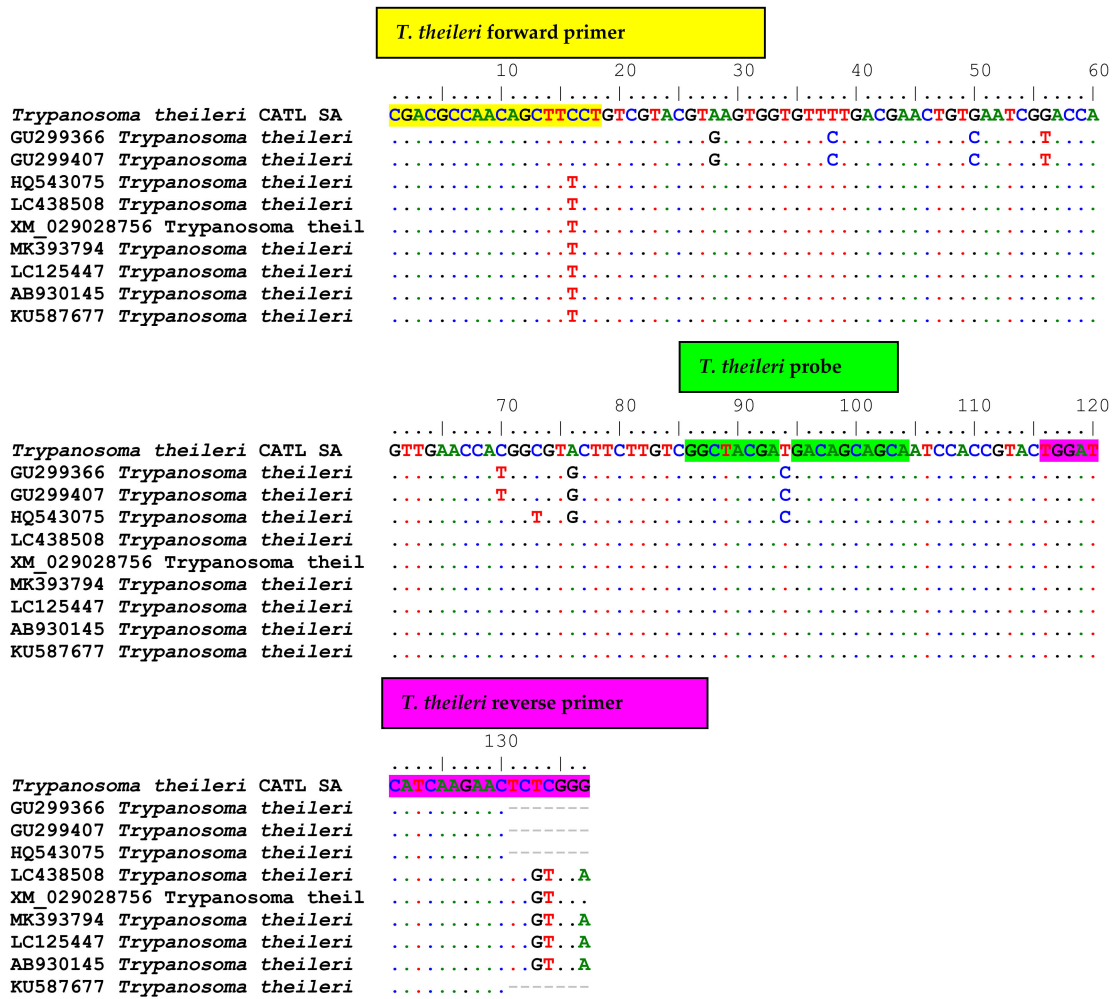 T. theileri forward primer
10 20 30 40 50 60
....|....|....|....|....|....|....|....|....|....|....|....|
Trypanosoma theileri CATL SA CGACGCCAACAGCTTCCTGTCGTACGTAAGTGGTGTTTTGACGAACTGTGAATCGGACCA
GU299366 Trypanosoma theileri ...........................G.........C...........C.....T....
GU299407 Trypanosoma theileri ...........................G.........C...........C.....T....
HQ543075 Trypanosoma theileri ...............T............................................
LC438508 Trypanosoma theileri ...............T............................................
XM_029028756 Trypanosoma theil ...............T............................................
MK393794 Trypanosoma theileri ...............T............................................
LC125447 Trypanosoma theileri ...............T............................................
AB930145 Trypanosoma theileri ...............T............................................
KU587677 Trypanosoma theileri ...............T............................................
T. theileri probe
70 80 90 100 110 120
....|....|....|....|....|....|....|....|....|....|....|....|
Trypanosoma theileri CATL SA GTTGAACCACGGCGTACTTCTTGTCGGCTACGATGACAGCAGCAATCCACCGTACTGGAT
GU299366 Trypanosoma theileri .........T.....G.................C..........................
GU299407 Trypanosoma theileri .........T.....G.................C..........................
HQ543075 Trypanosoma theileri ............T..G.................C..........................
LC438508 Trypanosoma theileri ............................................................
XM_029028756 Trypanosoma theil ............................................................
MK393794 Trypanosoma theileri ............................................................
LC125447 Trypanosoma theileri ............................................................
AB930145 Trypanosoma theileri ............................................................
KU587677 Trypanosoma theileri ............................................................
T. theileri reverse primer
130
....|....|....|..
Trypanosoma theileri CATL SA CATCAAGAACTCTCGGG
GU299366 Trypanosoma theileri ..........-------
GU299407 Trypanosoma theileri ..........-------
HQ543075 Trypanosoma theileri ..........-------
LC438508 Trypanosoma theileri ............GT..A
XM_029028756 Trypanosoma theil ............GT...
MK393794 Trypanosoma theileri ............GT..A
LC125447 Trypanosoma theileri ............GT..A
AB930145 Trypanosoma theileri ............GT..A
KU587677 Trypanosoma theileri ..........-------